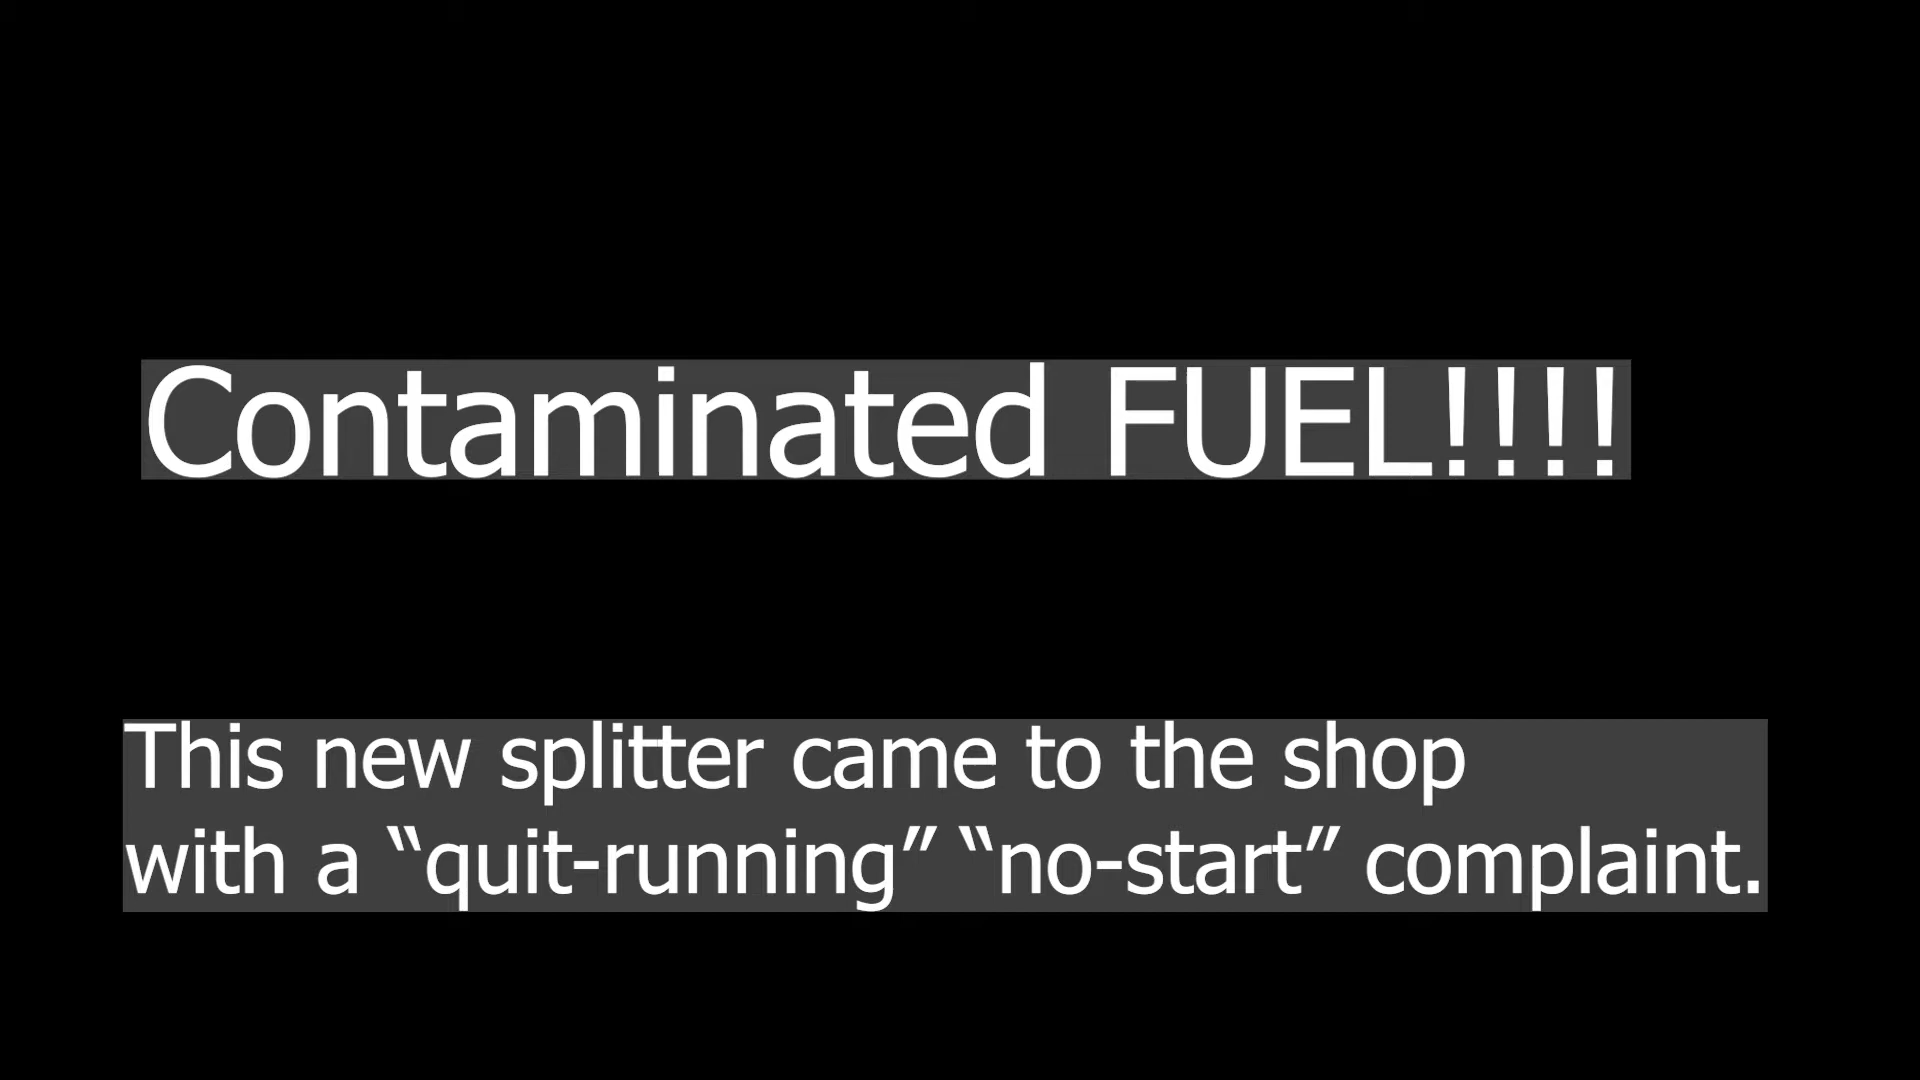 Contaminated FUEL!!!!
This new splitter came to the shop
with a “quit-running” “no-start” complaint.